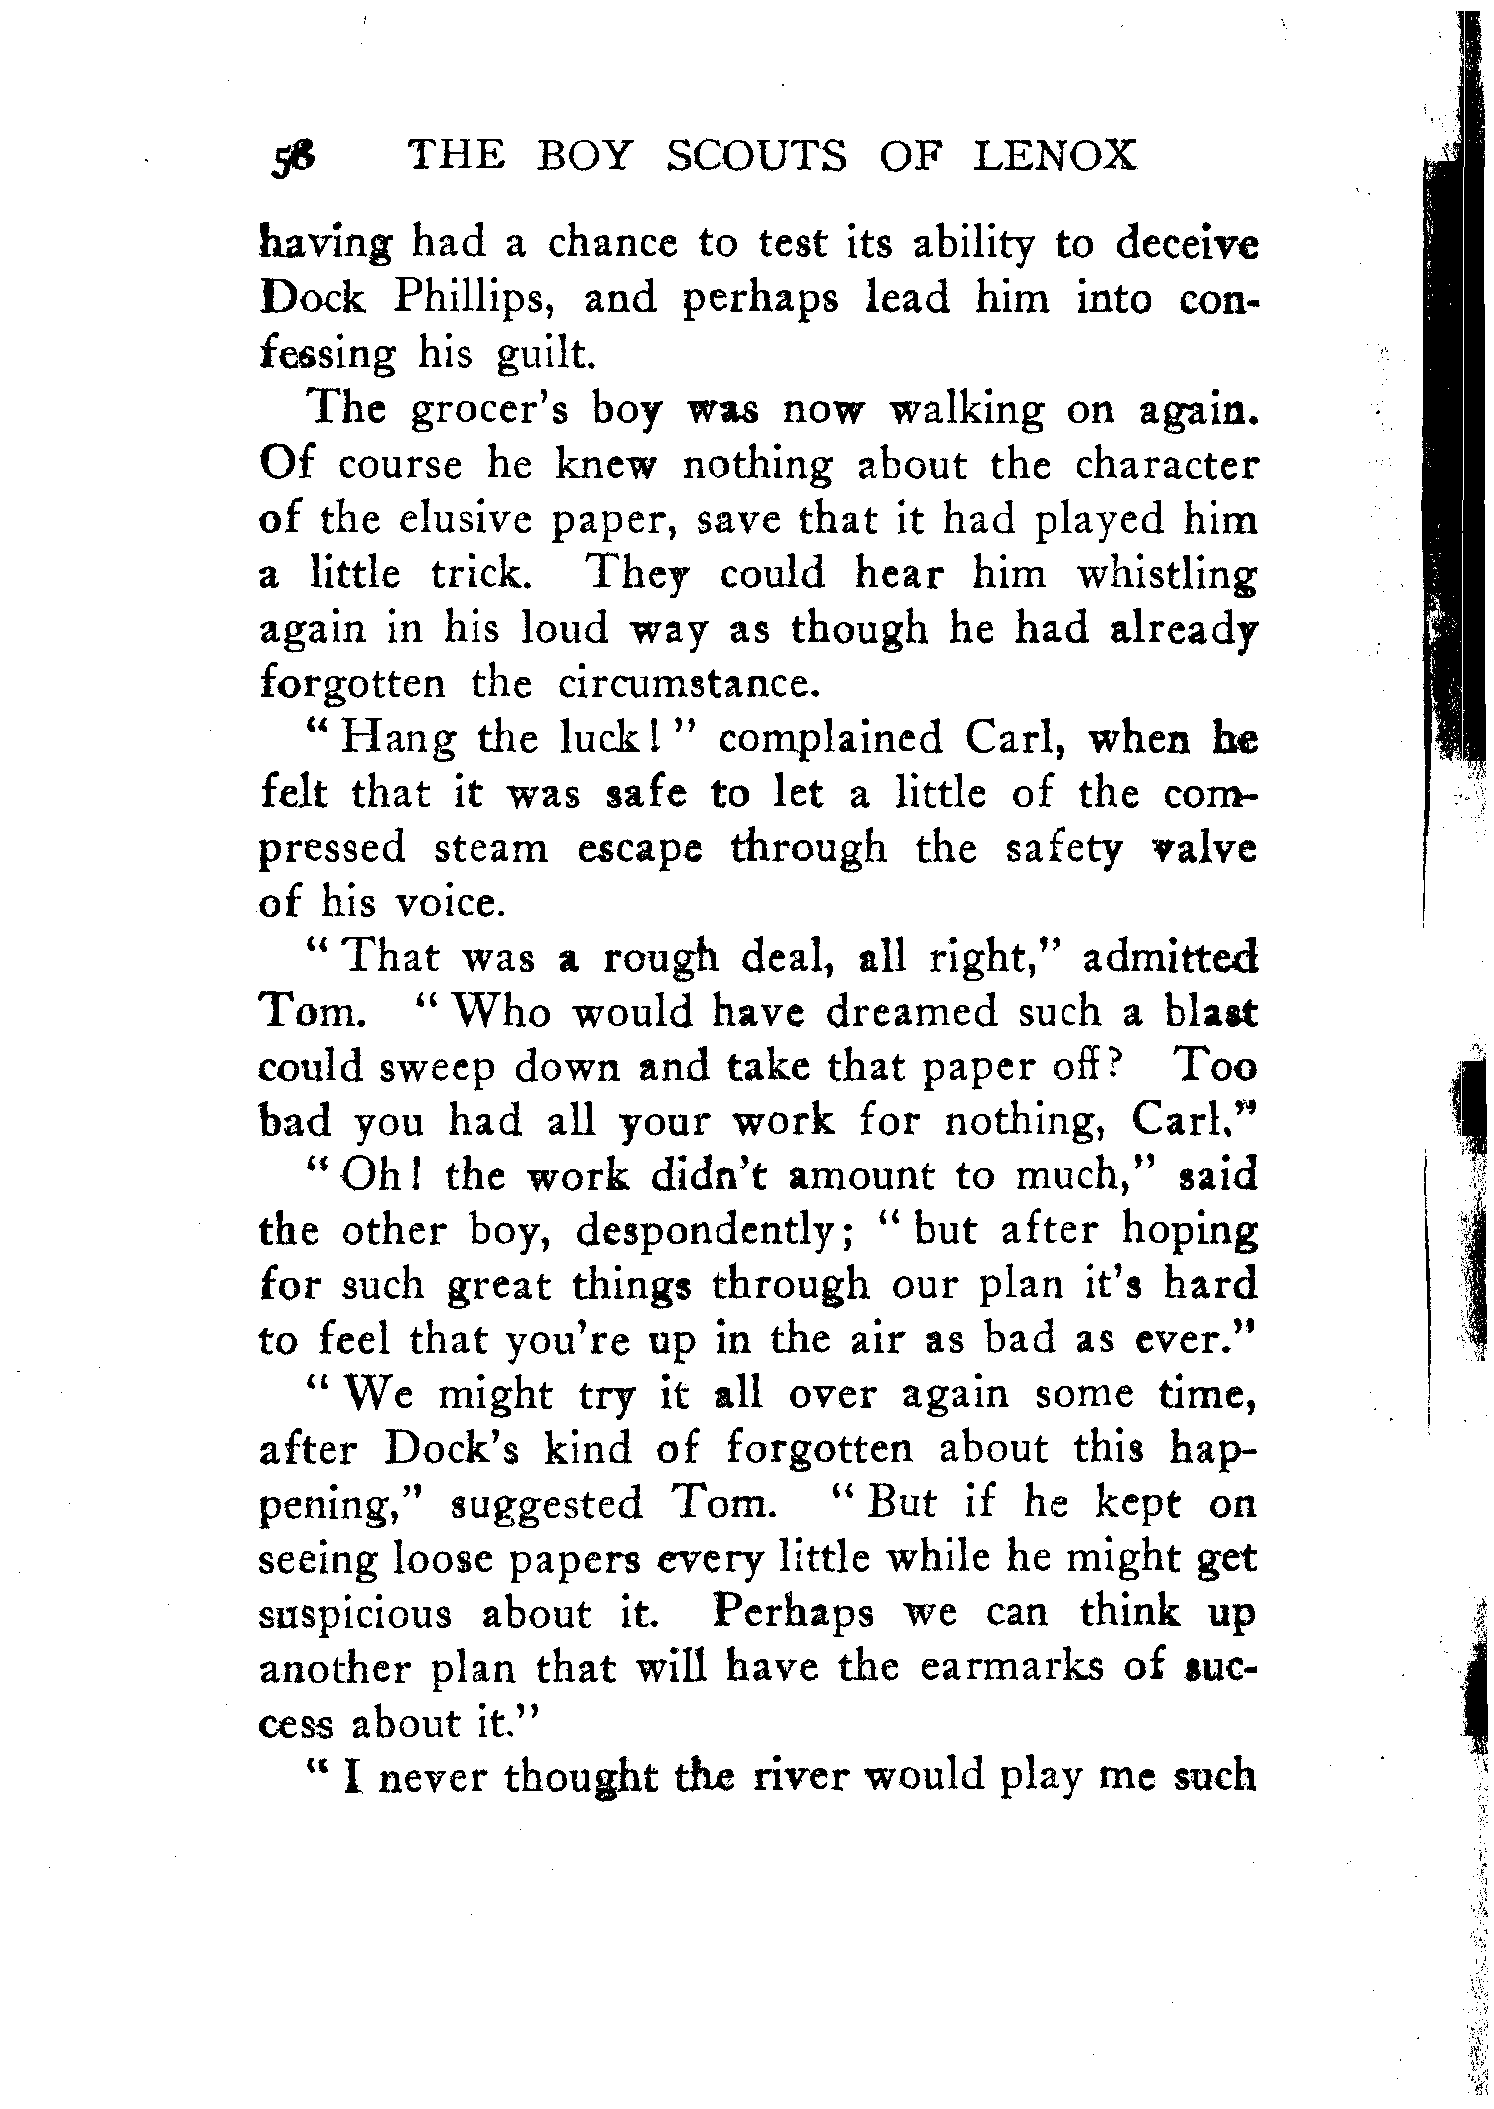 58 THE BOY SCOUTS OF LENOX
having had a chance to test its ability to deceive
Dock Phillips, and perhaps lead him into con-
fessing his guilt.
The grocer's boy was now walking on again.
Of course he knew nothing about the character
of the elusive paper, save that it had played him
a little trick. They could hear him whistling
again in his loud way as though he had already
forgotten the circumstance.
" Hang the luck! " complained Carl, when he
felt that it was safe to let a little of the com-
pressed steam escape through the safety valve
of his voice.
" That was a rough deal, all right," admitted
Tom. " Who would have dreamed such a blast
could sweep down and take that paper off? Too
bad you had all your work for nothing, Carl."
" Oh! the work didn't amount to much," said
the other boy, despondently; " but after hoping
for such great things through our plan it's hard
to feel that you're up in the air as bad as ever."
" We might try it all over again some time,
after Dock's kind of forgotten about this hap-
pening," suggested Tom. " But if he kept on
seeing loose papers every little while he might get
suspicious about it. Perhaps we can think up
another plan that will have the earmarks of suc-
cess about it."
" I never thought the river would play me such